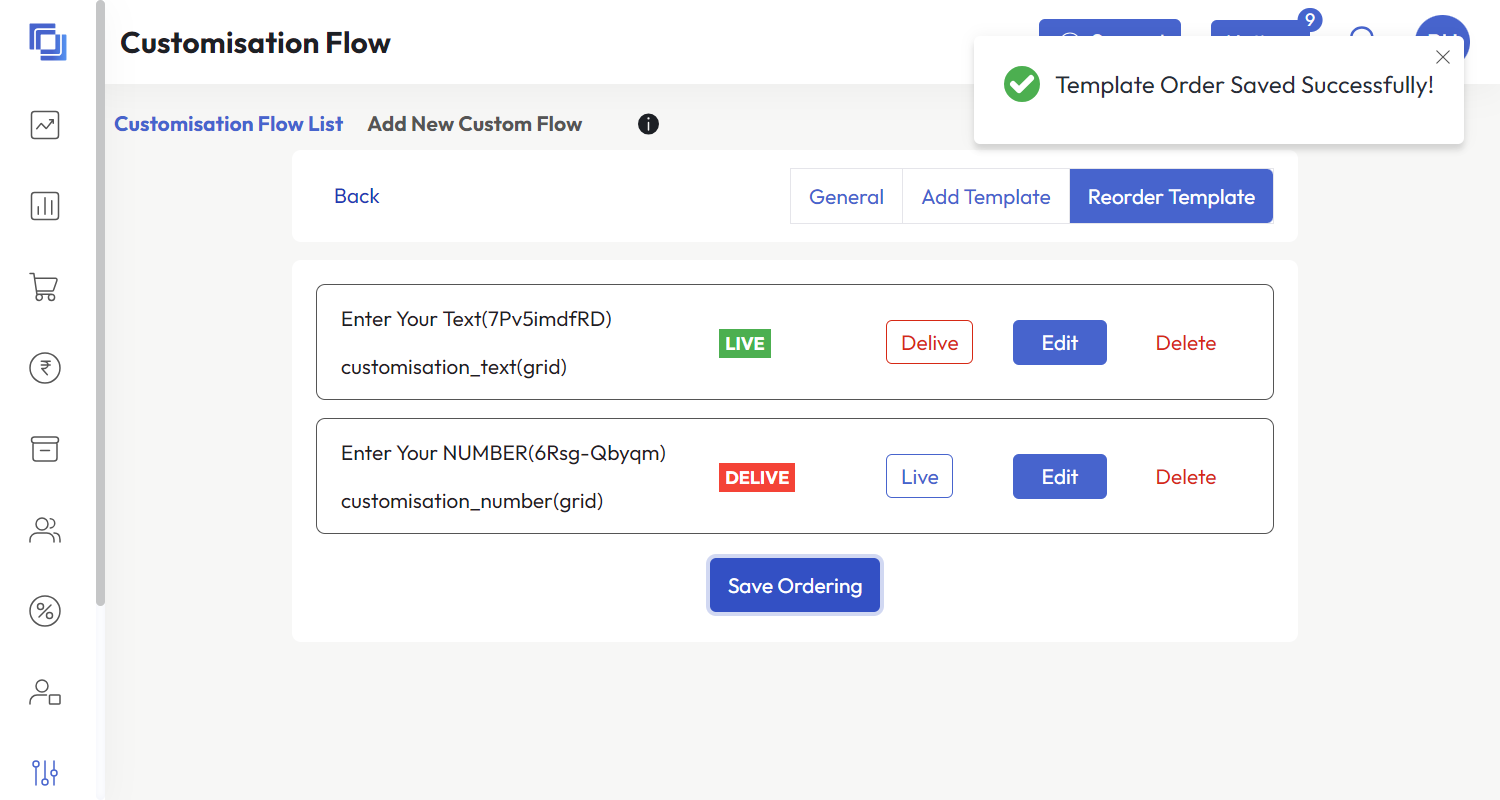 Customisation Flow
9
Template Order Saved Successfully!
Customisation Flow List
Add New Custom Flow
Back
General
Add Template
Reorder Template
Enter Your Text(7Pv5imdfRD)
customisation_text(grid)
LIVE
Delive
Edit
Delete
Enter Your NUMBER(6Rsg-Qbyqm)
customisation_number(grid)
DELIVE
Live
Edit
Delete
Save Ordering